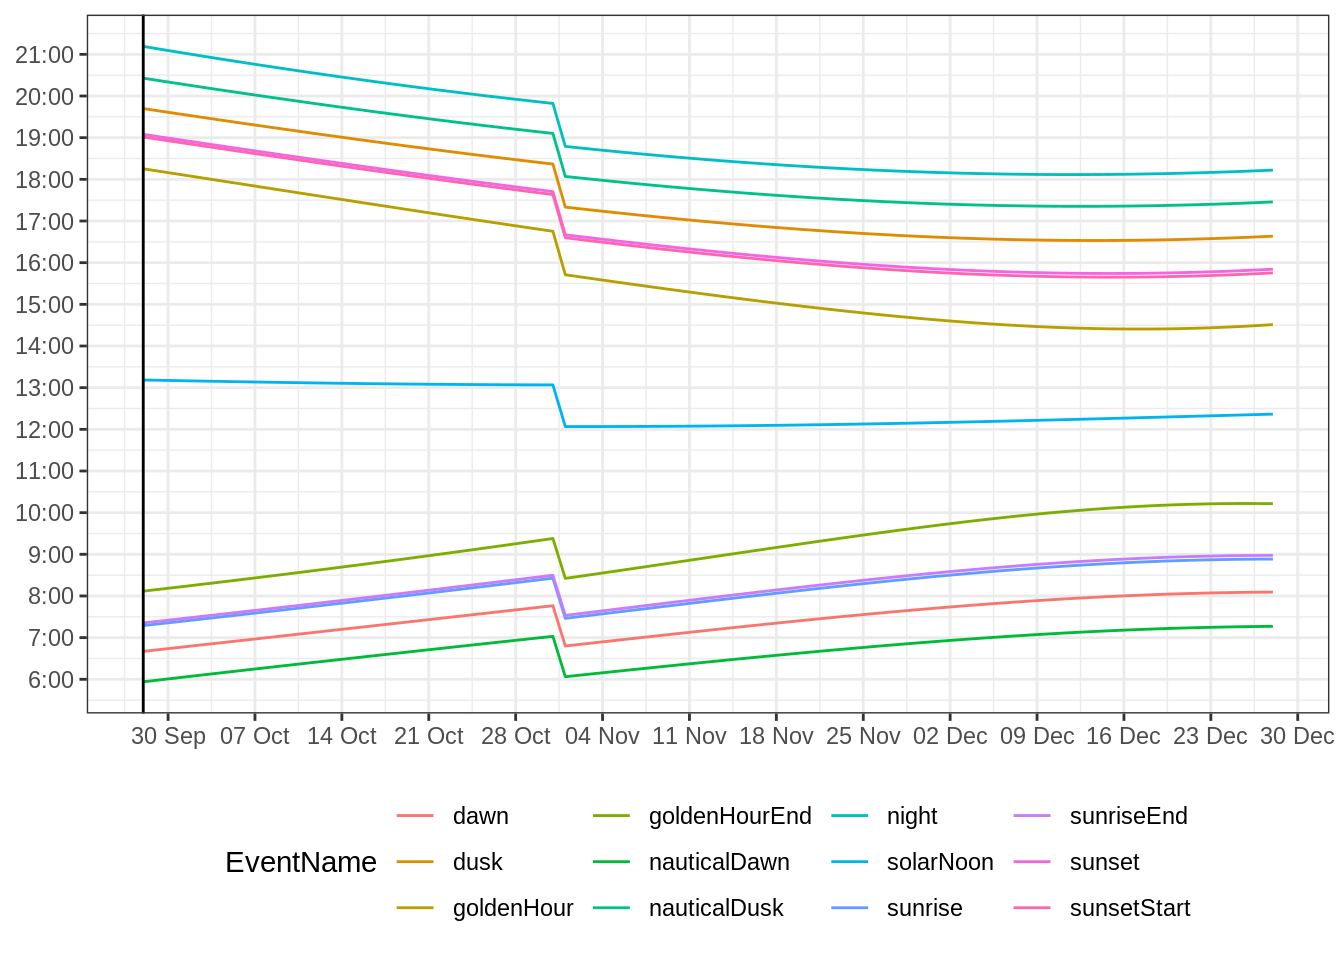 21:00
20:00
19:00
18:00
17:00
16:00
15:00
14:00
13:00
12:00
11:00
10:00
9:00
8:00
7:00
6:00
30 Sep 07 Oct 14 Oct 21 Oct 28 Oct 04 Nov 11 Nov 18 Nov 25 Nov 02 Dec 09 Dec 16 Dec 23 Dec 30 Dec
EventName
dawn
dusk
goldenHour
goldenHourEnd
nauticalDawn
nauticalDusk
night
solarNoon
sunrise
sunriseEnd
sunset
sunsetStart